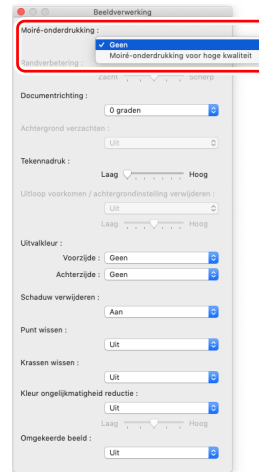 Beeldverwerking
Moiré-onderdrukking :
✓ Geen
Moiré-onderdrukking voor hoge kwaliteit
Randverbetering :
Zacht Scherp
Documentrichting :
0 graden
Achtergrond verzachten :
Uit
Tekennadruk :
Laag Hoog
Uitloop voorkomen / achtergrondinstelling verwijderen :
Uit
Laag Hoog
Uitvalkleur :
Voorzijde : Geen
Achterzijde : Geen
Schaduw verwijderen :
Aan
Punt wissen :
Uit
Krassen wissen :
Uit
Kleur ongelijkmatigheid reductie :
Uit
Laag Hoog
Omgekeerde beeld :
Uit